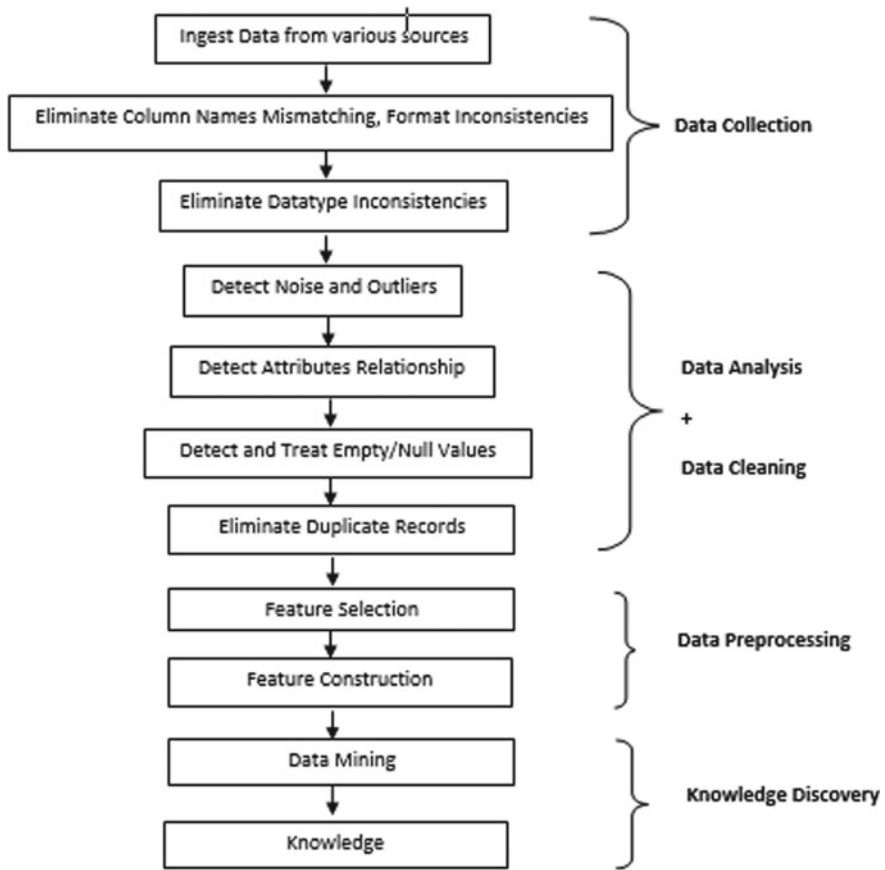 Ingest Data from various sources
Eliminate Column Names Mismatching, Format Inconsistencies
Data Collection
Eliminate Datatype Inconsistencies
Detect Noise and Outliers
Detect Attributes Relationship
Data Analysis
+
Detect and Treat Empty/Null Values
Data Cleaning
Eliminate Duplicate Records
Feature Selection
Data Preprocessing
Feature Construction
Data Mining
Knowledge Discovery
Knowledge